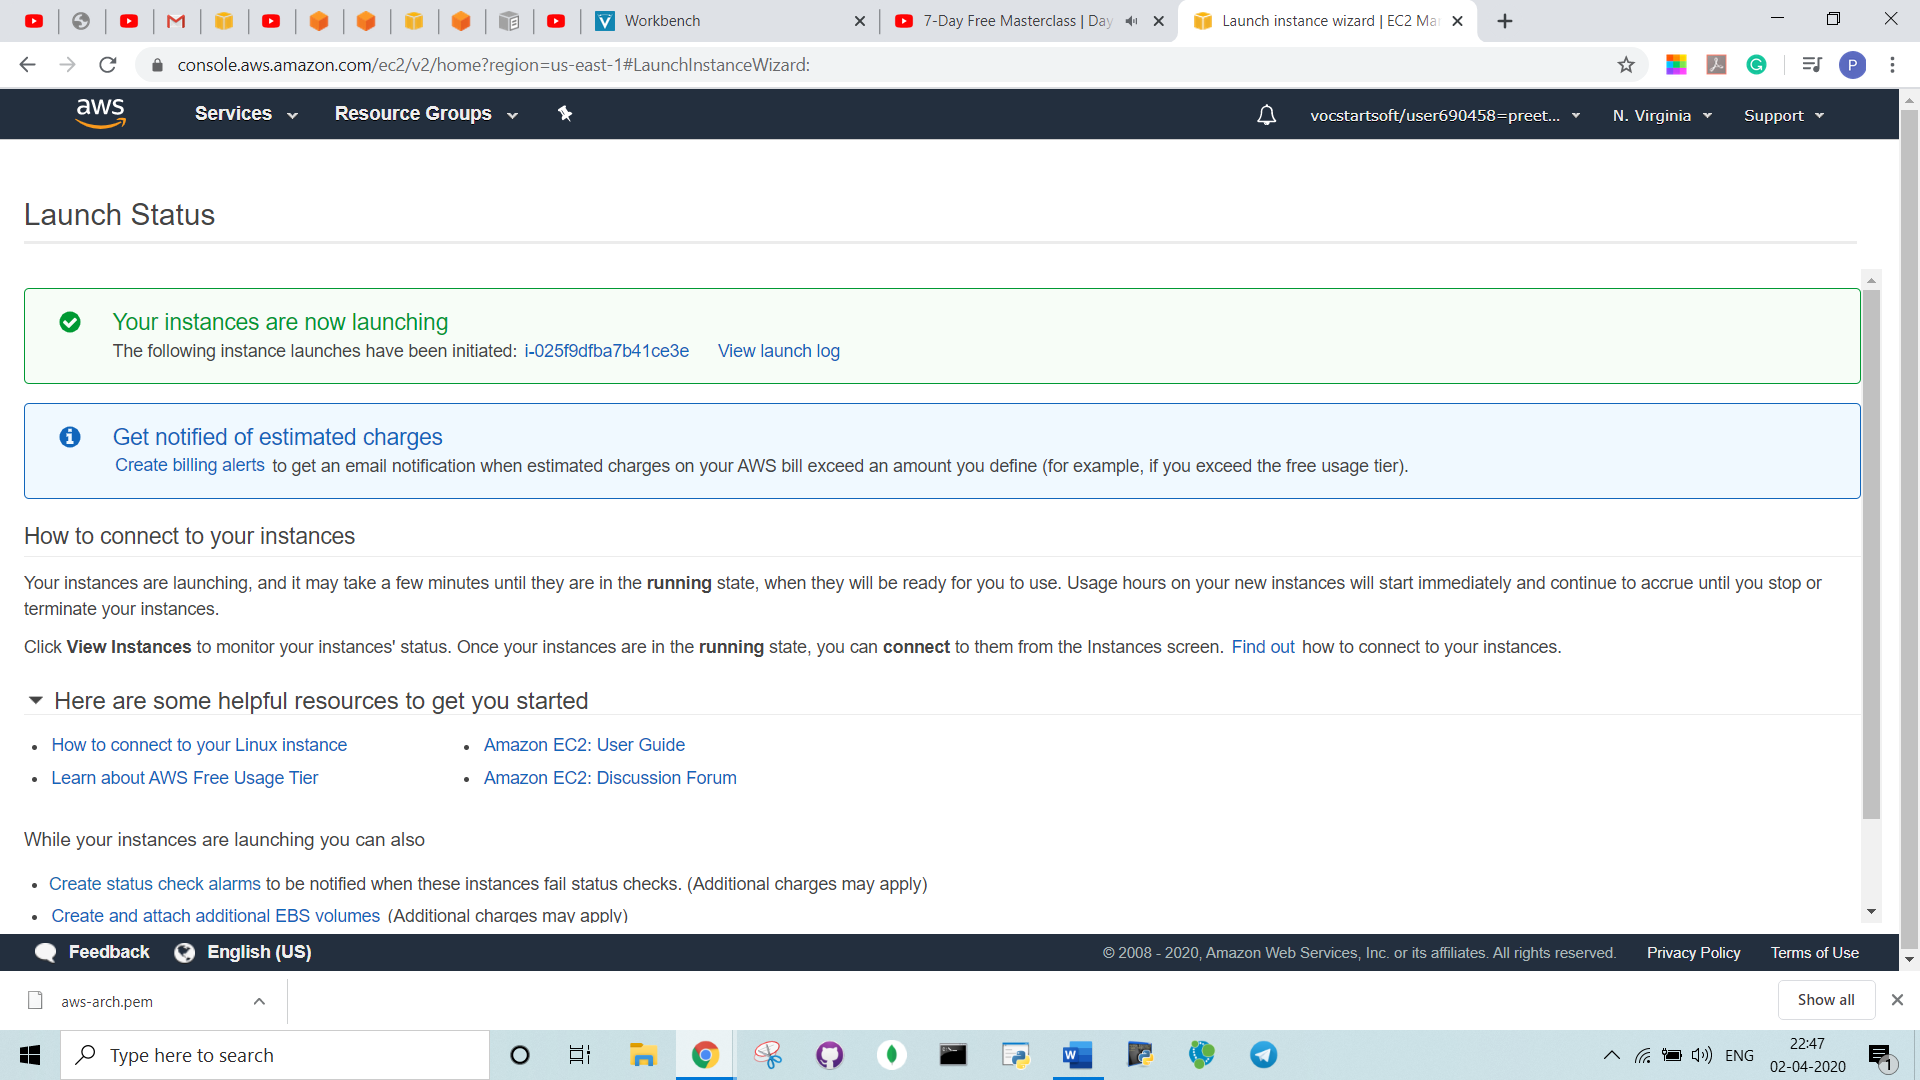 Workbench
7-Day Free Masterclass | Day
Launch instance wizard | EC2 Ma
console.aws.amazon.com/ec2/v2/home?region=us-east-1#LaunchInstanceWizard:
P
aws
Services
Resource Groups
vocstartsoft/user690458=preet...
N. Virginia
Support
Launch Status
Your instances are now launching
The following instance launches have been initiated: i-025f9dfba7b41ce3e View launch log
Get notified of estimated charges
Create billing alerts to get an email notification when estimated charges on your AWS bill exceed an amount you define (for example, if you exceed the free usage tier).
How to connect to your instances
Your instances are launching, and it may take a few minutes until they are in the running state, when they will be ready for you to use. Usage hours on your new instances will start immediately and continue to accrue until you stop or
terminate your instances.
Click View Instances to monitor your instances' status. Once your instances are in the running state, you can connect to them from the Instances screen. Find out how to connect to your instances.
Here are some helpful resources to get you started
How to connect to your Linux instance
Amazon EC2: User Guide
Learn about AWS Free Usage Tier
Amazon EC2: Discussion Forum
While your instances are launching you can also
Create status check alarms to be notified when these instances fail status checks. (Additional charges may apply)
Create and attach additional EBS volumes (Additional charges may apply)
Feedback
English (US)
© 2008 - 2020, Amazon Web Services, Inc. or its affiliates. All rights reserved.
Privacy Policy
Terms of Use
aws-arch.pem
Show all
Type here to search
ENG
22:47
02-04-2020
1